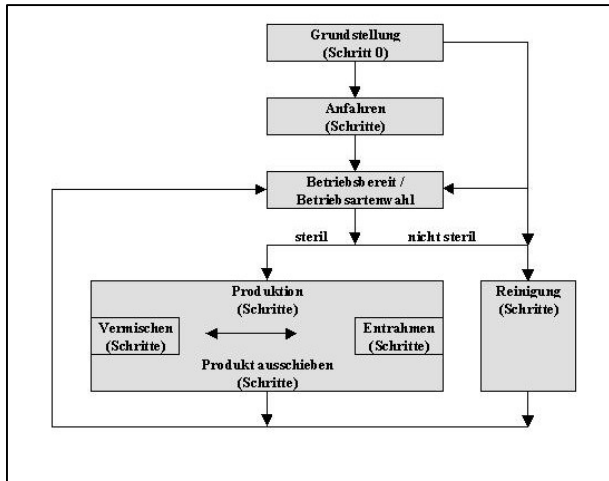 Grundstellung
(Schritt 0)
Anfahren
(Schritte)
Betriebsbereit /
Betriebsartenwahl
steril
nicht steril
Produktion
(Schritte)
Vermischen
(Schritte)
Entrahmen
(Schritte)
Produkt ausschieben
(Schritte)
Reinigung
(Schritte)